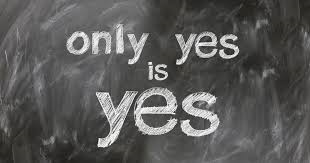 only yes
is
yes